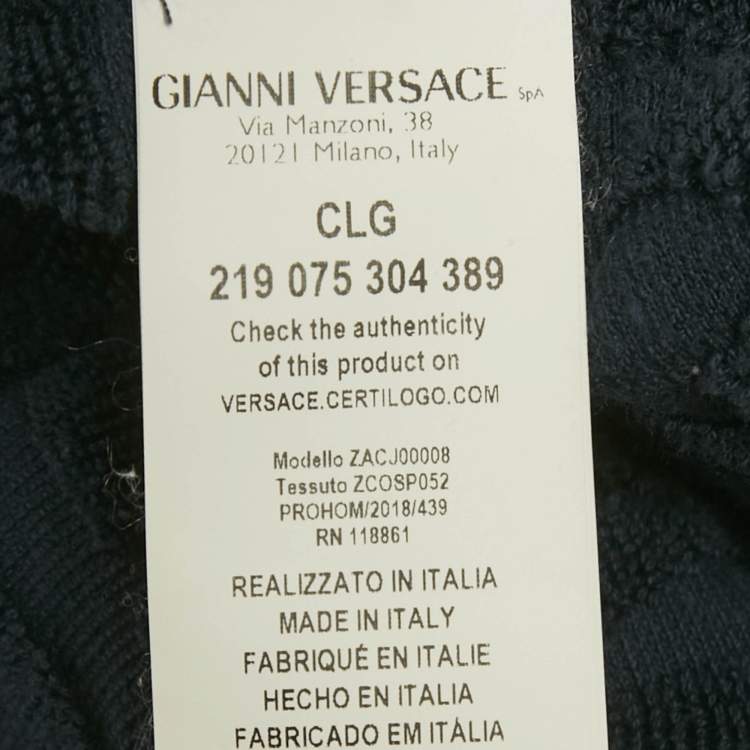 GIANNI VERSACE SpA
Via Manzoni, 38
20121 Milano, Italy
CLG
219 075 304 389
Check the authenticity
of this product on
VERSACE.CERTILOGO.COM
Modello ZACJ00008
Tessuto ZCOSP052
PROHOM/2018/439
RN 118861
REALIZZATO IN ITALIA
MADE IN ITALY
FABRIQUÉ EN ITALIE
HECHO EN ITALIA
FABRICADO EM ITÁLIA